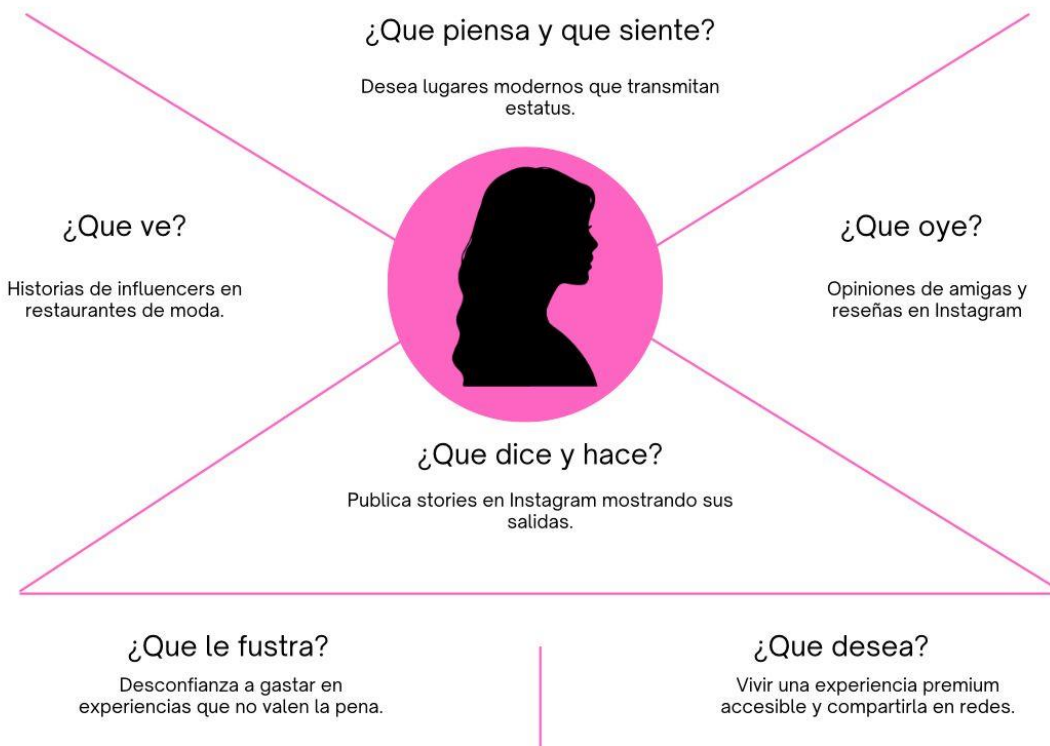 ¿Que piensa y que siente?
Desea lugares modernos que transmitan
estatus.
¿Que ve?
Historias de influencers en
restaurantes de moda.
¿Que oye?
Opiniones de amigas y
reseñas en Instagram
¿Que dice y hace?
Publica stories en Instagram mostrando sus
salidas.
¿Que le fustra?
Desconfianza a gastar en
experiencias que no valen la pena.
¿Que desea?
Vivir una experiencia premium
accesible y compartirla en redes.